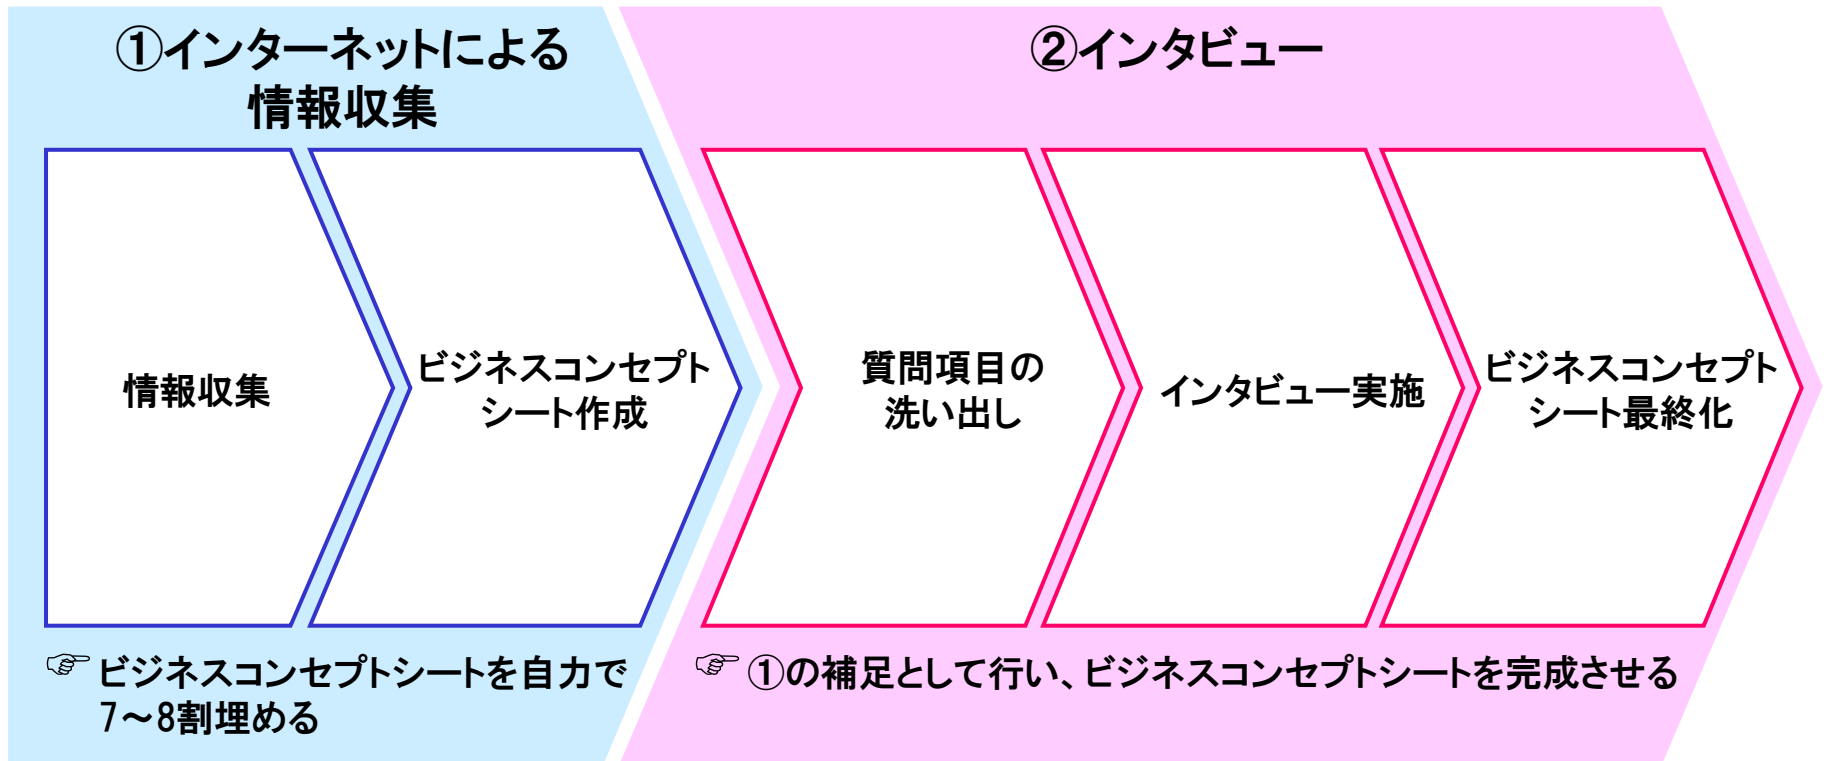 ①インターネットによる
情報収集
②インタビュー
情報収集
ビジネスコンセプト
シート作成
質問項目の
洗い出し
インタビュー実施
ビジネスコンセプト
シート最終化
☞ ビジネスコンセプトシートを自力で
7～8割埋める
☞ ①の補足として行い、ビジネスコンセプトシートを完成させる